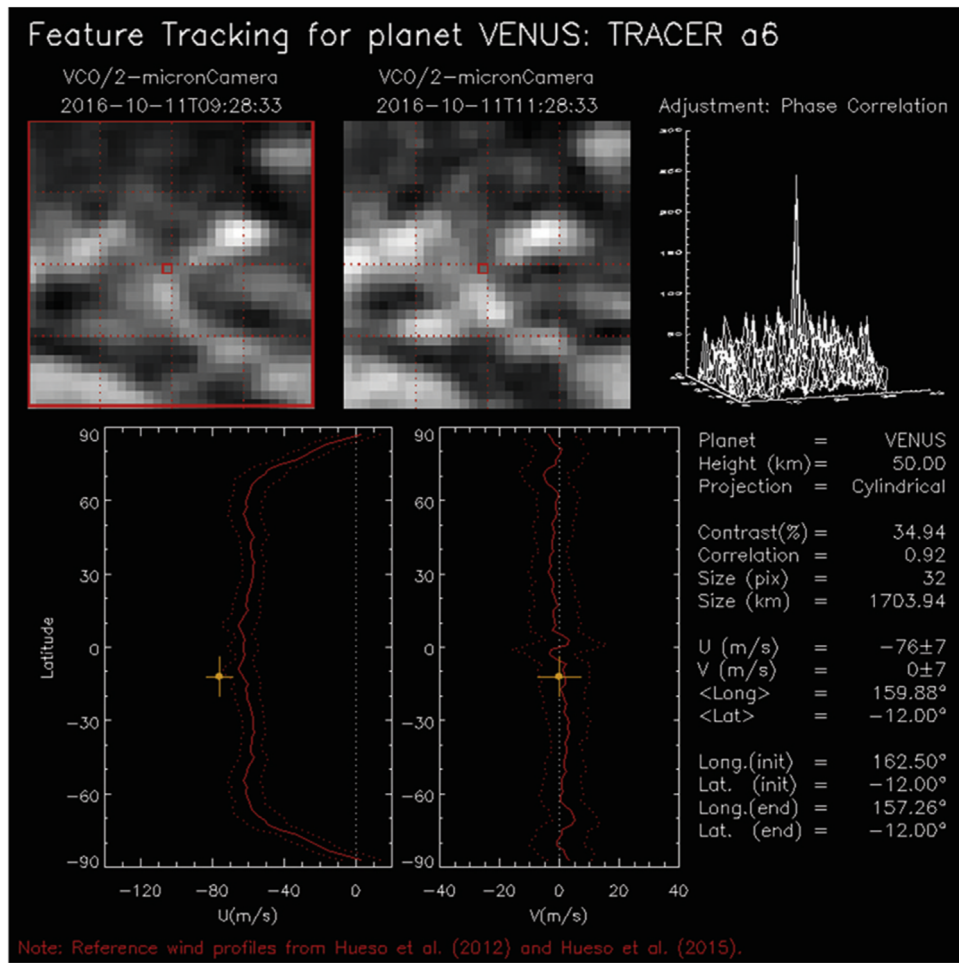 Feature Tracking for planet VENUS: TRACER a6
VCO/2-micronCamera
2016-10-11T09:28:33
VCO/2-micronCamera
2016-10-11T11:28:33
Adjustment: Phase Correlation
90
60
30
0
-30
-60
-90
Latitude
-120 -80 -40 0
U(m/s)
90
60
30
0
-30
-60
-90
-40 -20 0 20 40
V(m/s)
Planet = VENUS
Height (km)= 50.00
Projection = Cylindrical
Contrast(%) = 34.94
Correlation = 0.92
Size (pix) = 32
Size (km) = 1703.94
U (m/s) = -76±7
V (m/s) = 0±7
<Long> = 159.88°
<Lat> = -12.00°
Long.(init) = 162.50°
Lat. (init) = -12.00°
Long.(end) = 157.26°
Lat. (end) = -12.00°
Note: Reference wind profiles from Hueso et al. (2012) and Hueso et al. (2015).